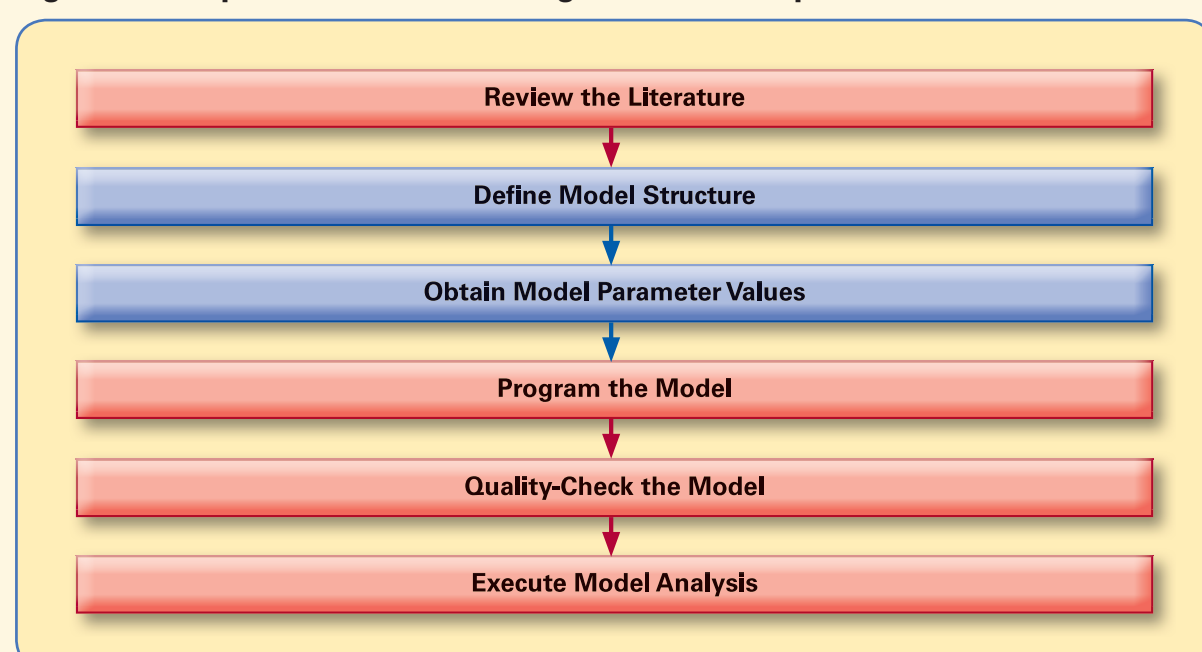 Review the Literature
Define Model Structure
Obtain Model Parameter Values
Program the Model
Quality-Check the Model
Execute Model Analysis